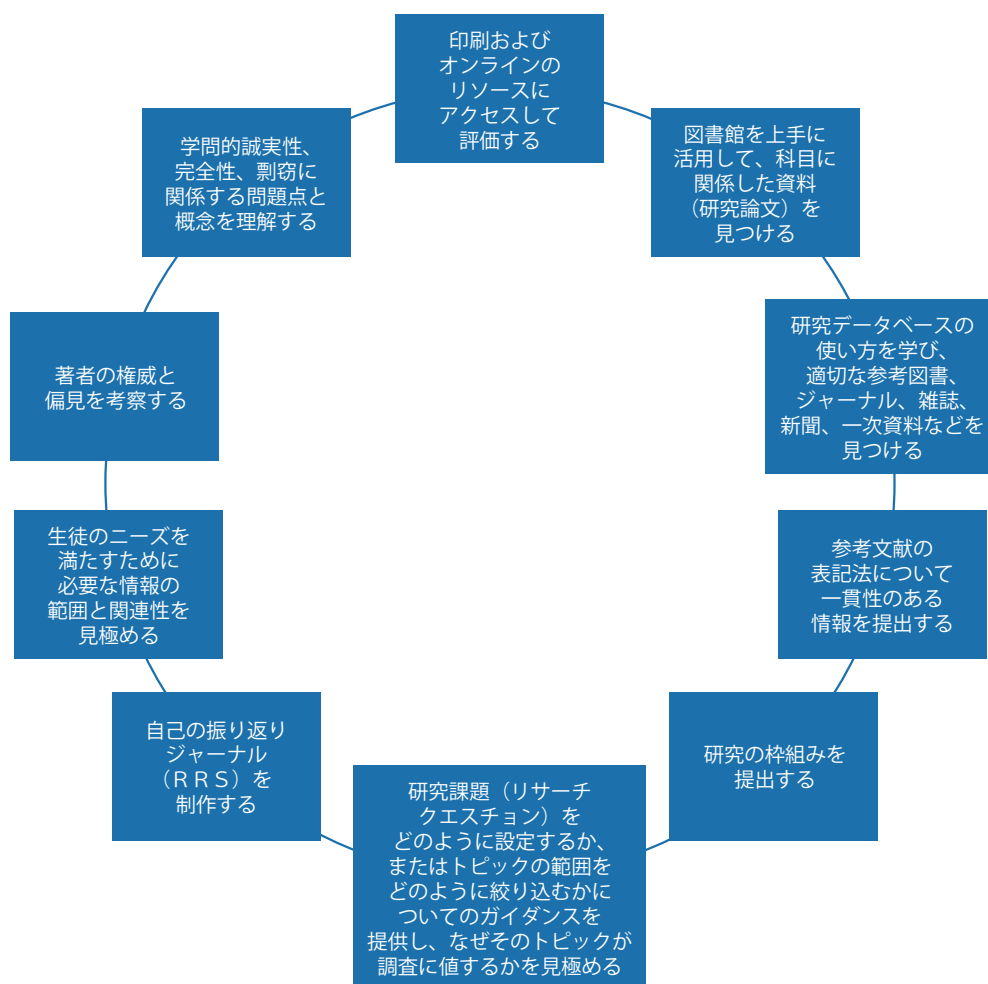 印刷および
オンラインの
リソースに
アクセスして
評価する
図書館を上手に
活用して、科目に
関係した資料
（研究論文）を
見つける
研究データベースの
使い方を学び、
適切な参考図書、
ジャーナル、雑誌、
新聞、一次資料などを
見つける
参考文献の
表記法について
一貫性のある
情報を提出する
研究の枠組みを
提出する
研究課題（リサーチ
クエスチョン）を
どのように設定するか、
またはトピックの範囲を
どのように絞り込むかに
ついてのガイダンスを
提供し、なぜそのトピックが
調査に値するかを見極める
自己の振り返り
ジャーナル
（ＲＲＳ）を
制作する
生徒のニーズを
満たすために
必要な情報の
範囲と関連性を
見極める
著者の権威と
偏見を考察する
学問的誠実性、
完全性、剽窃に
関係する問題点と
概念を理解する